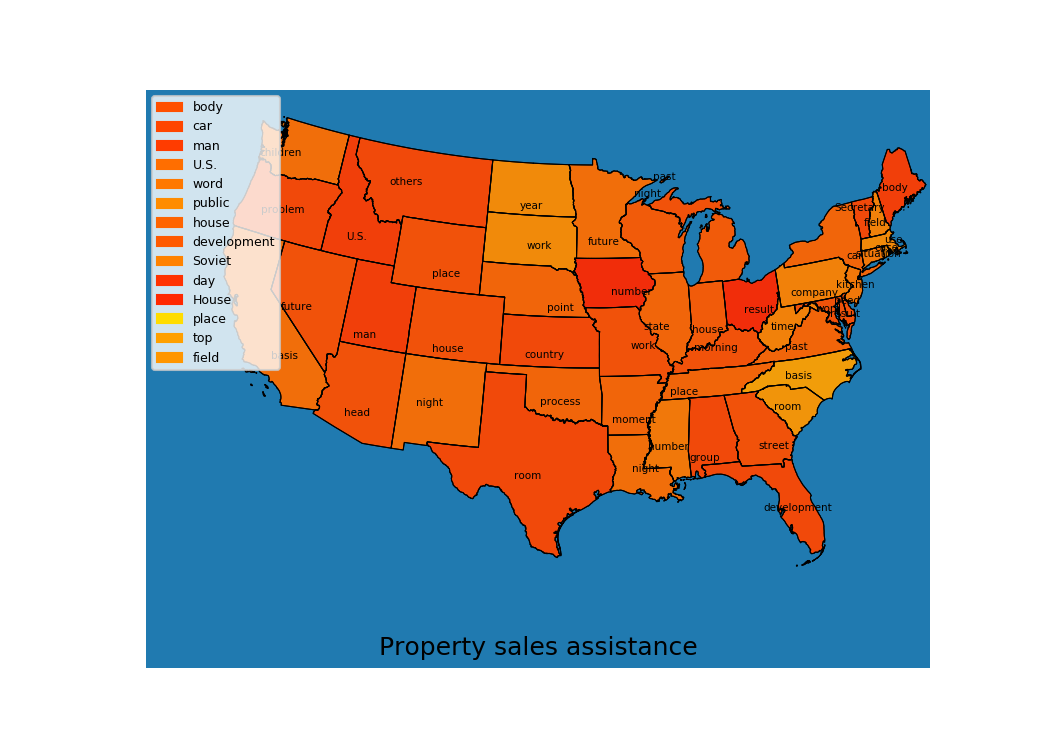 body
car
man
U.S.
word
public
house
development
Soviet
day
House
place
top
field
children
problem
U.S.
others
year
work
future
night
past
body
Secretary
field
use
situation
car
kitchen
company
number
result
place
point
future
man
house
country
state
work
house
morning
time
past
result
basis
basis
head
night
process
moment
place
room
number
night
group
street
room
development
Property sales assistance